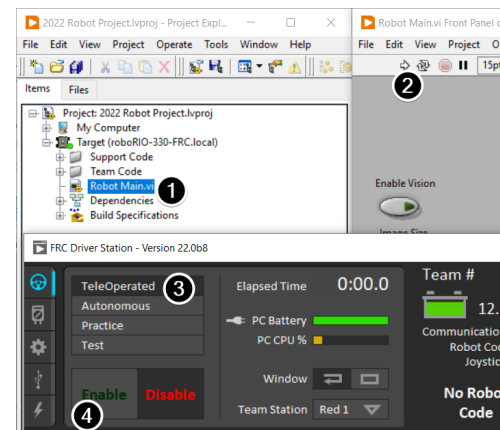 2022 Robot Project.lvproj - Project Expl...
File Edit View Project Operate Tools Window Help
Items Files
Project: 2022 Robot Project.lvproj
My Computer
Target (roboRIO-330-FRC.local)
Support Code
Team Code
Robot Main.vi
1
Dependencies
Build Specifications
Robot Main.vi Front Panel
File Edit View Project
15pt
2
Enable Vision
Image Size
FRC Driver Station - Version 22.0b8
TeleOperated
3
Autonomous
Practice
Test
Enable
Disable
4
Elapsed Time 0:00.0
PC Battery
PC CPU %
Window
Team Station Red 1
Team #
12.
Communicatio
Robot Co
Joystic
No Robo
Code